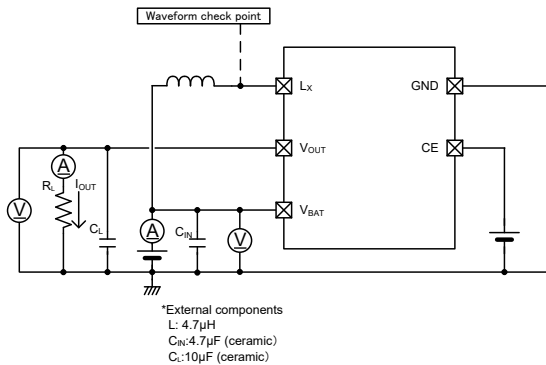 Waveform check point
LX
GND
VOUT
CE
A
RL
IOUT
V
CL
VBAT
A
CIN
V
*External components
L: 4.7µH
CIN:4.7µF (ceramic）
CL:10µF (ceramic）